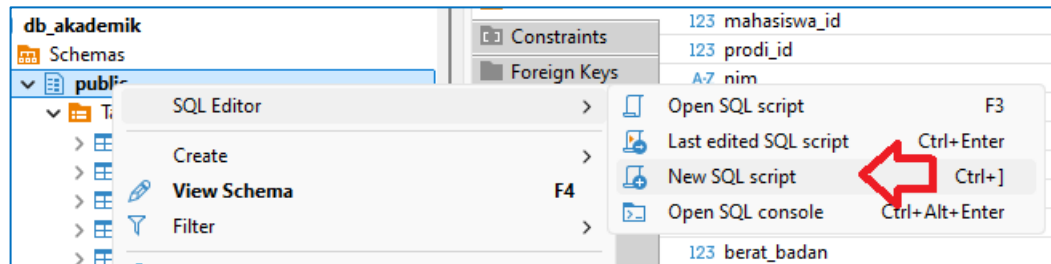 db_akademik
Schemas
public
SQL Editor
Create
View Schema F4
Filter
Constraints
Foreign Keys
123 mahasiswa_id
123 prodi_id
A-Z nim
Open SQL script F3
Last edited SQL script Ctrl+Enter
New SQL script Ctrl+]
Open SQL console Ctrl+Alt+Enter
123 berat_badan